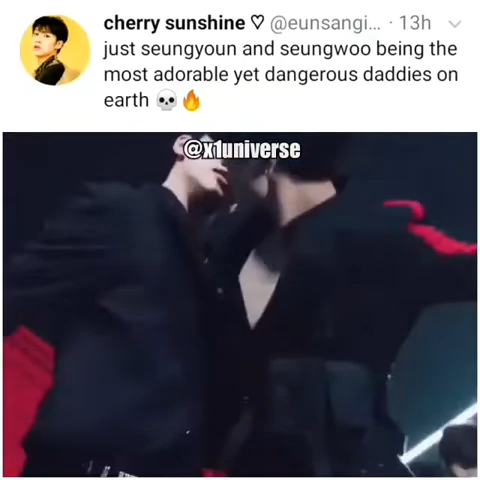 cherry sunshine ♡ @eunsangi... · 13h
just seungyoun and seungwoo being the
most adorable yet dangerous daddies on
earth 💀🔥
@x1universe